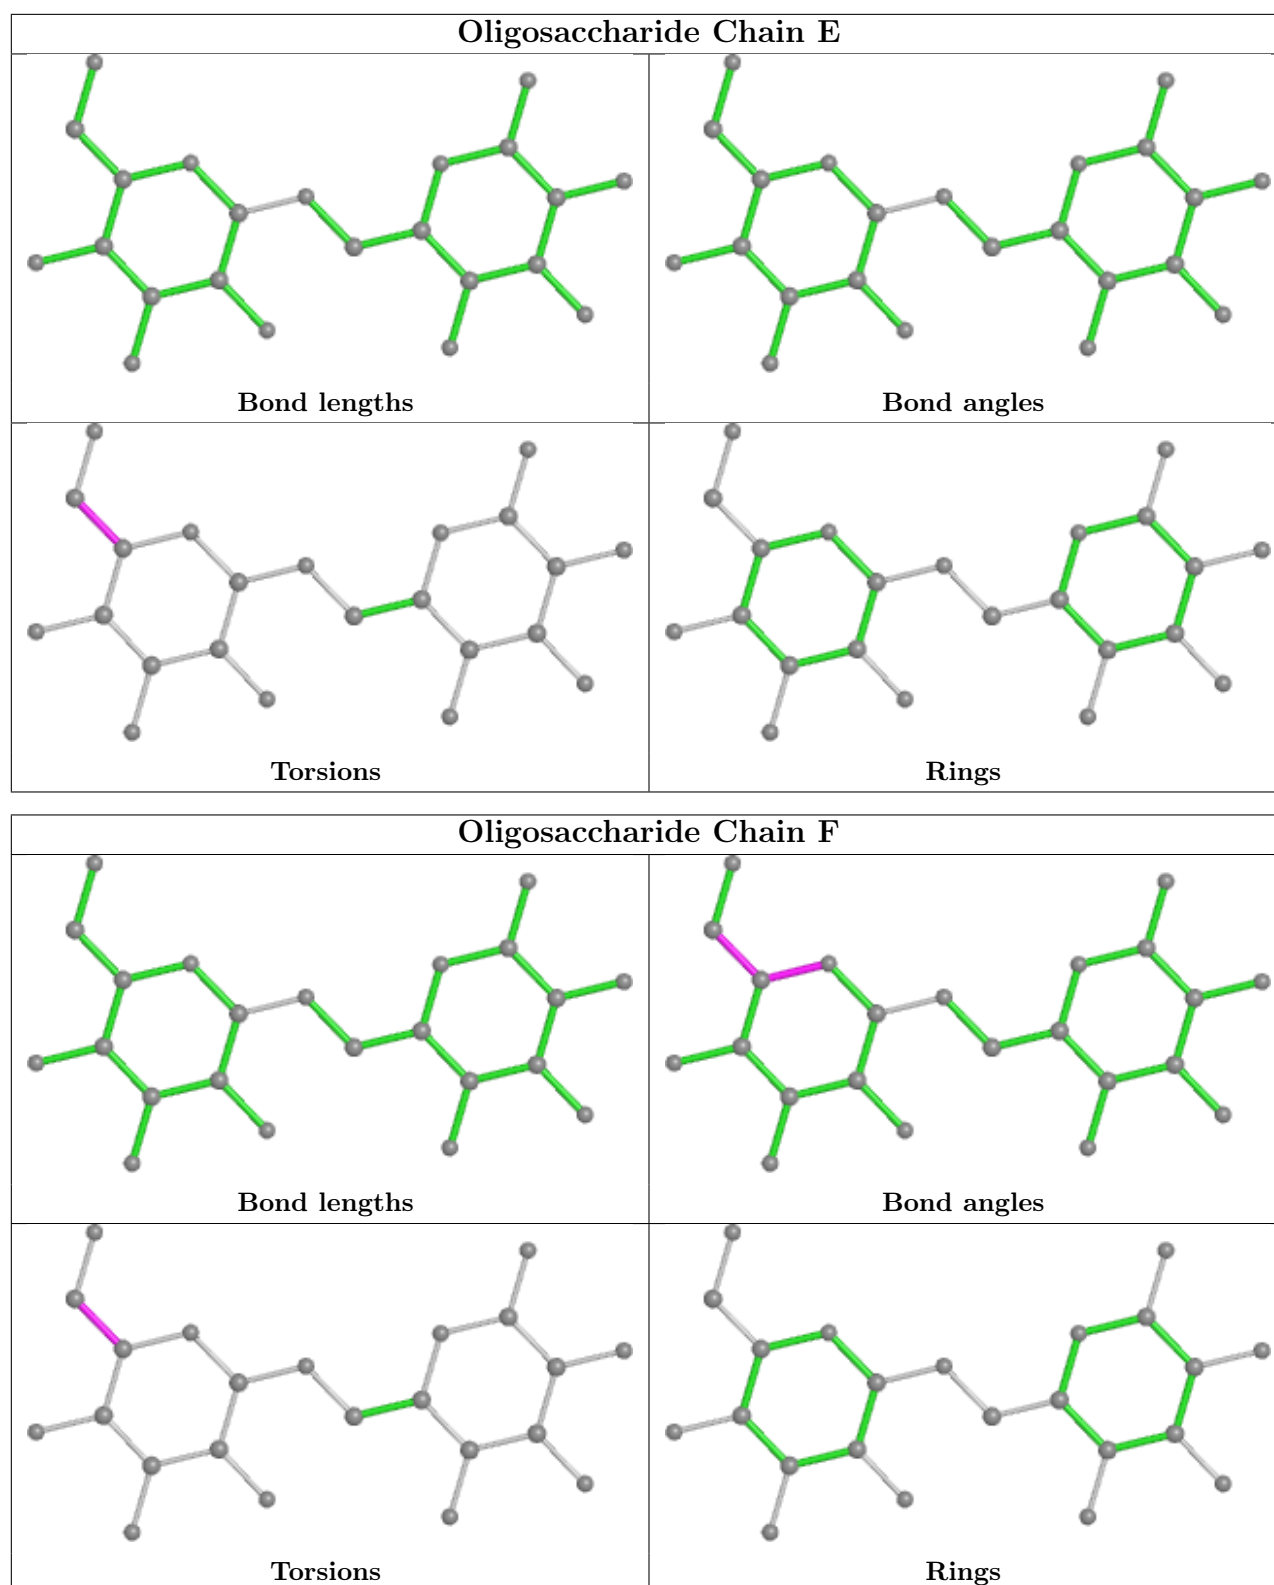 Oligosaccharide Chain E
Bond lengths
Bond angles
Torsions
Rings
Oligosaccharide Chain F
Bond lengths
Bond angles
Torsions
Rings